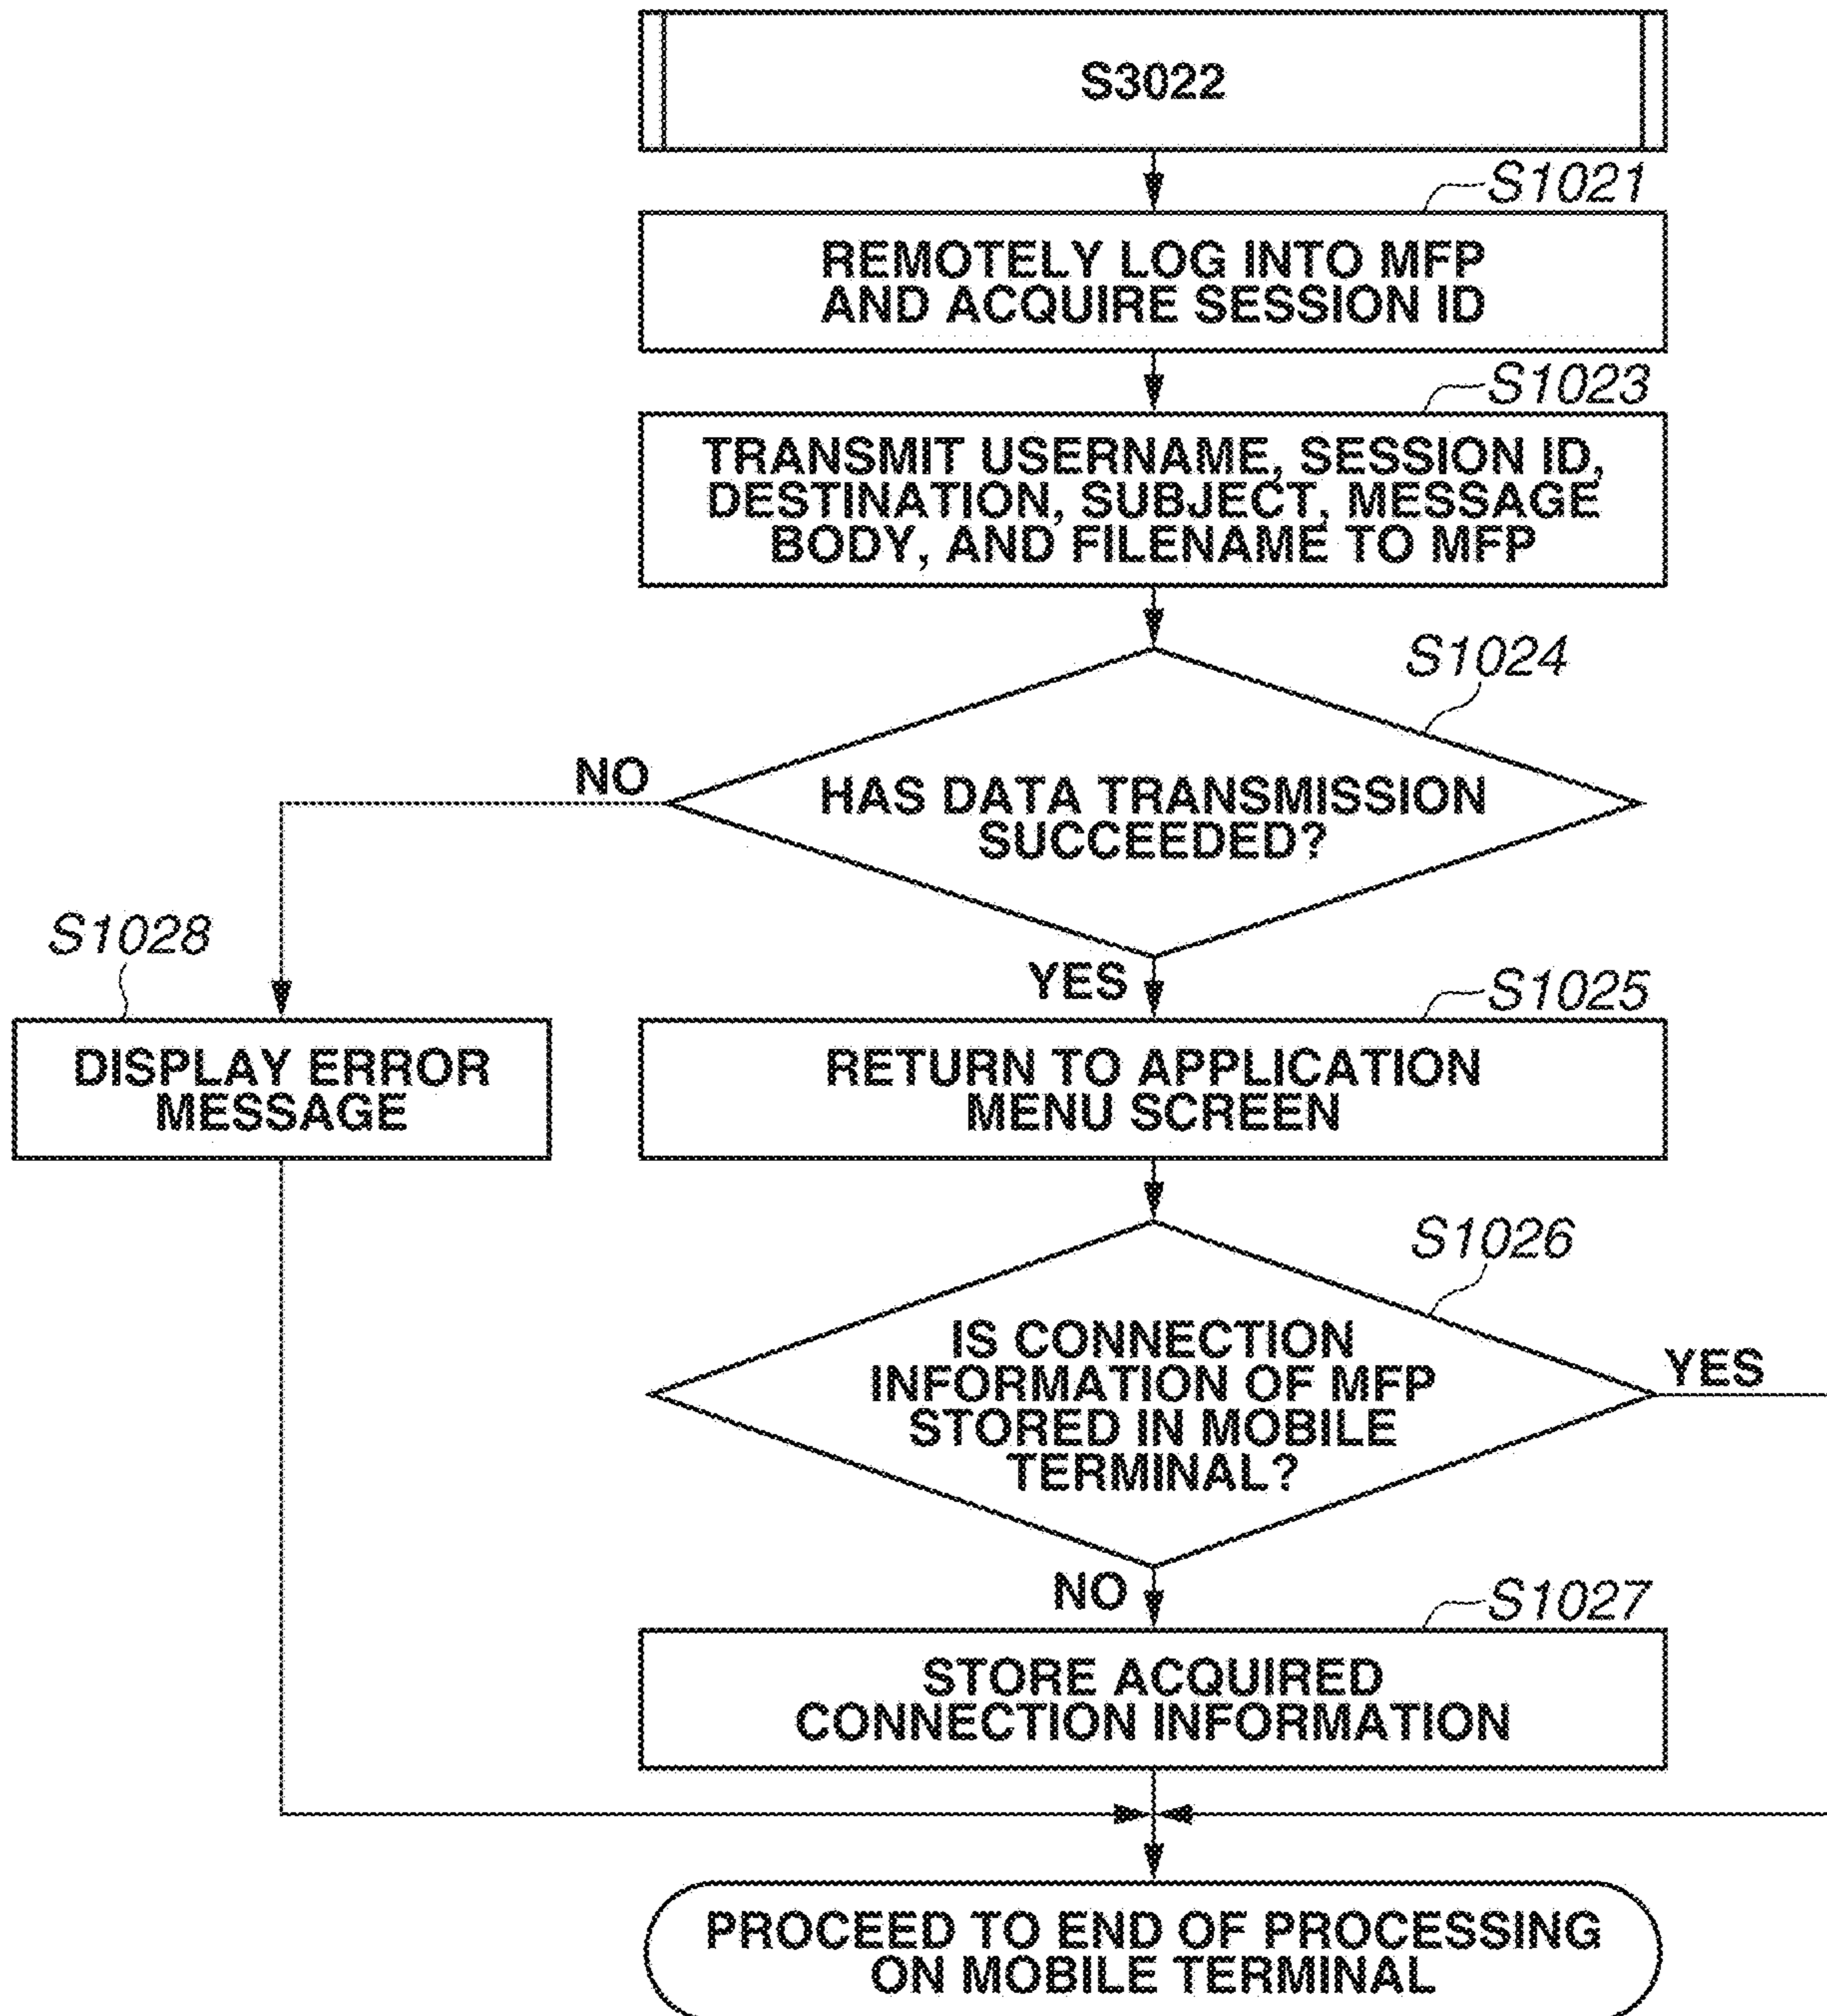 S3022
S1021
REMOTELY LOG INTO MFP
AND ACQUIRE SESSION ID
S1023
TRANSMIT USERNAME, SESSION ID,
DESTINATION, SUBJECT, MESSAGE
BODY, AND FILENAME TO MFP
S1024
NO
HAS DATA TRANSMISSION
SUCCEEDED?
S1028
YES
S1025
DISPLAY ERROR
MESSAGE
RETURN TO APPLICATION
MENU SCREEN
S1026
IS CONNECTION
INFORMATION OF MFP
STORED IN MOBILE
TERMINAL?
YES
NO
S1027
STORE ACQUIRED
CONNECTION INFORMATION
PROCEED TO END OF PROCESSING
ON MOBILE TERMINAL